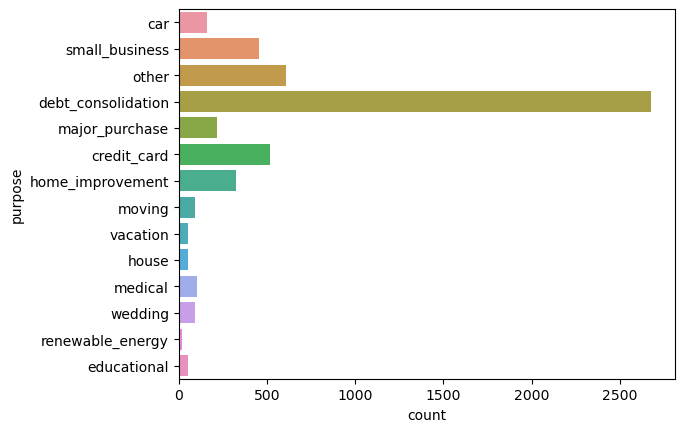 car
small_business
other
debt_consolidation
major_purchase
credit_card
home_improvement
moving
vacation
house
medical
wedding
renewable_energy
educational
purpose
0 500 1000 1500 2000 2500
count